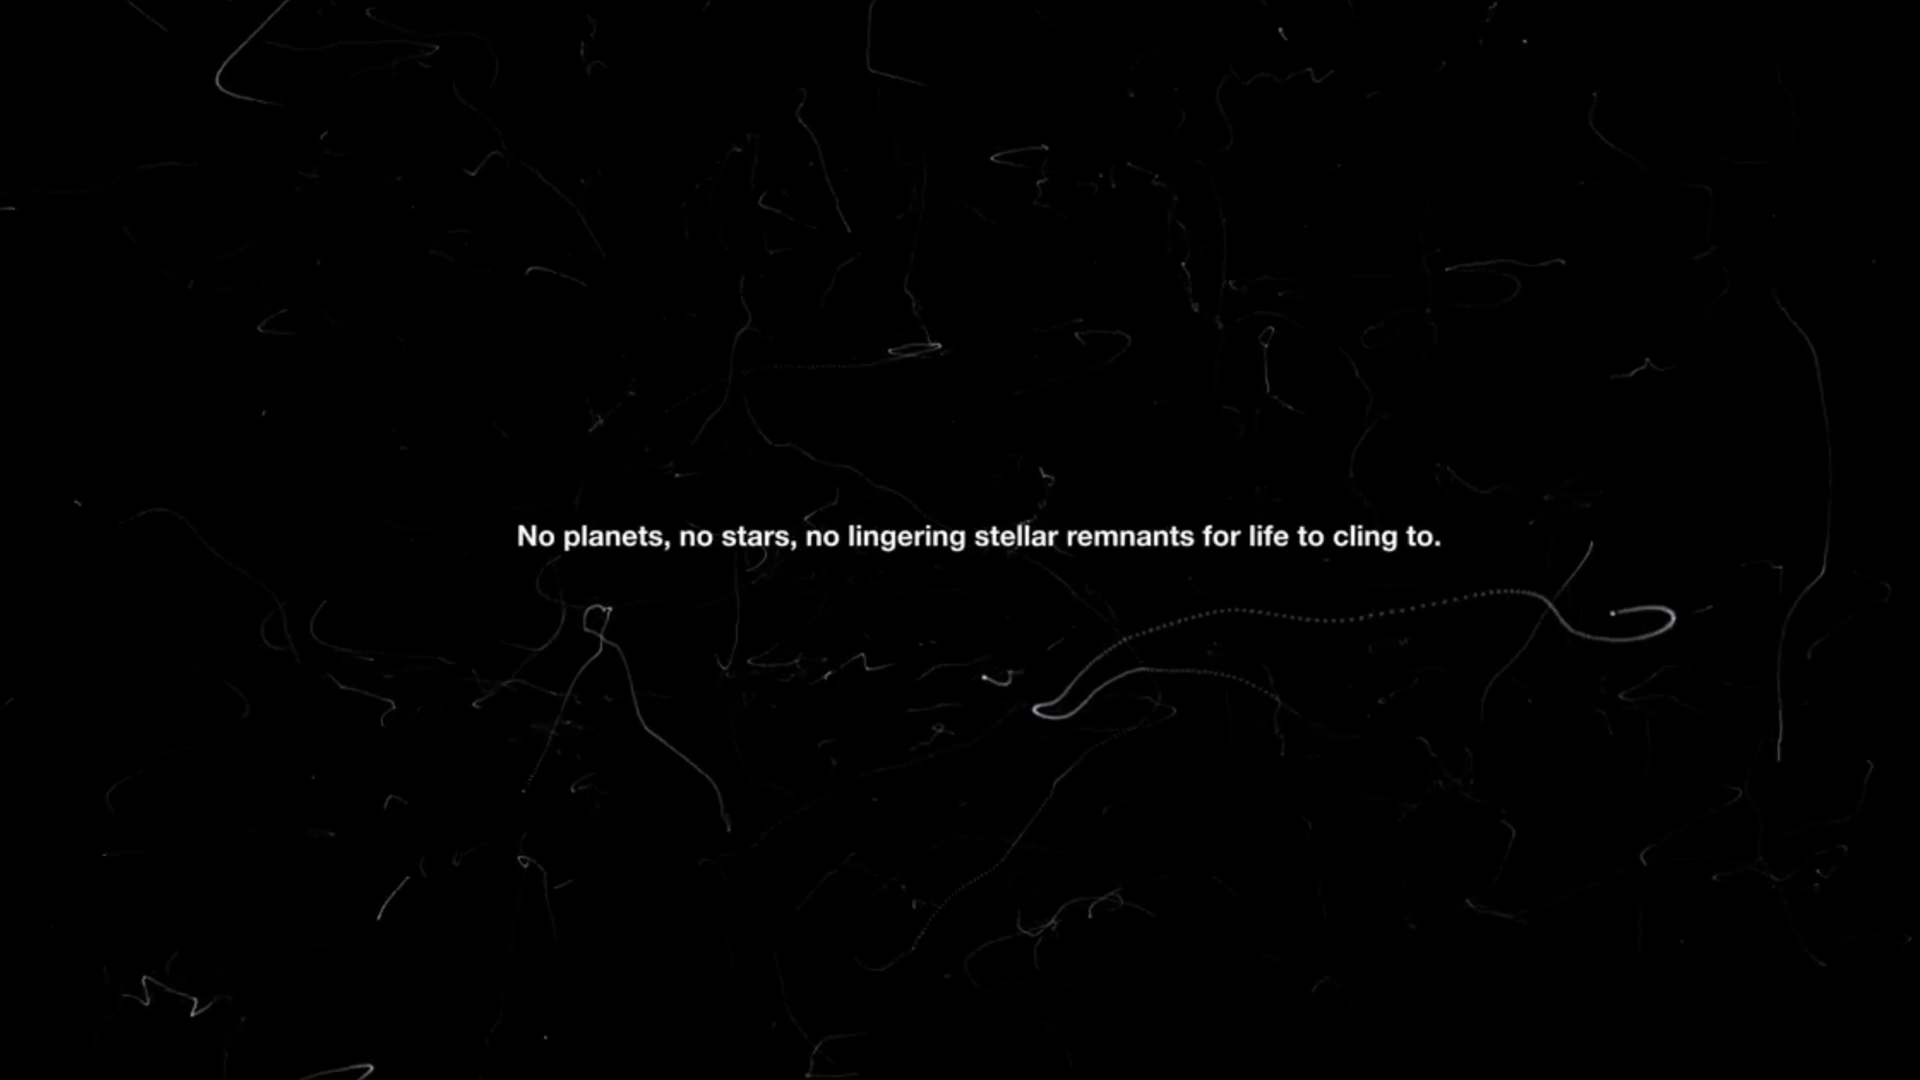 No planets, no stars, no lingering stellar remnants for life to cling to.